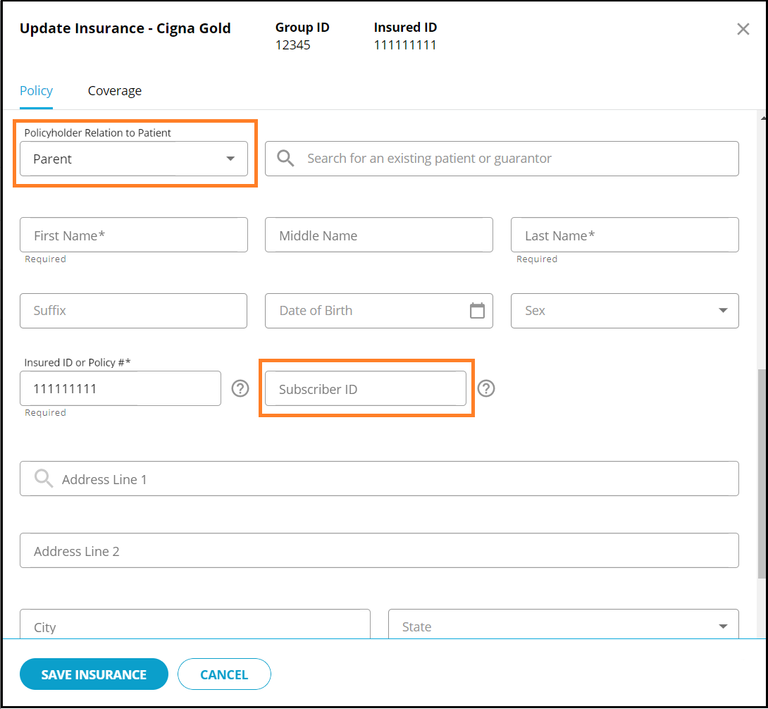 Update Insurance - Cigna Gold
Group ID
12345
Insured ID
111111111
Policy
Coverage
Policyholder Relation to Patient
Parent
Search for an existing patient or guarantor
First Name*
Middle Name
Last Name*
Required
Required
Suffix
Date of Birth
Sex
Insured ID or Policy #*
111111111
?
Subscriber ID
?
Required
Address Line 1
Address Line 2
City
State
SAVE INSURANCE
CANCEL